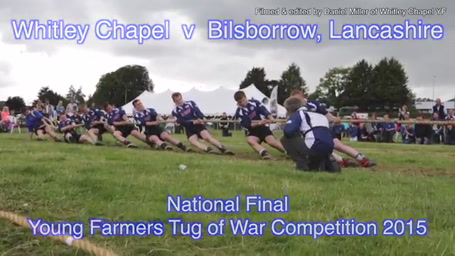 Filmed & edited by Daniel Miller of Whitley Chapel YF
Whitley Chapel v Bilsborrow, Lancashire
National Final
Young Farmers Tug of War Competition 2015